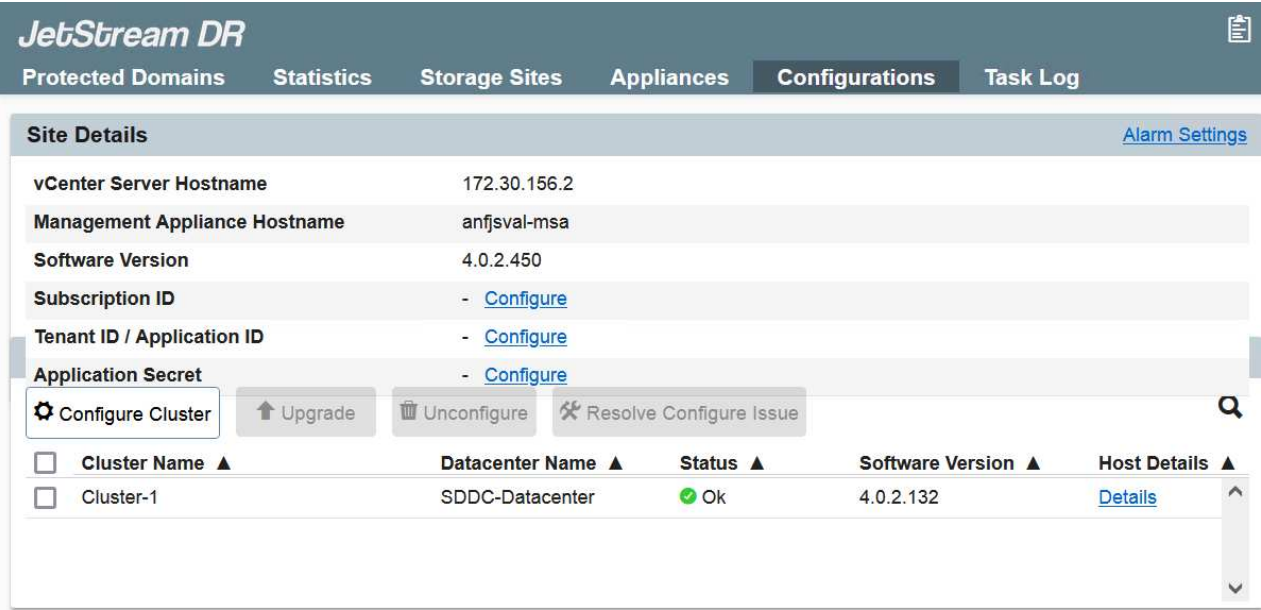 JetStream DR
Protected Domains Statistics Storage Sites Appliances Configurations Task Log
Site Details Alarm Settings
vCenter Server Hostname 172.30.156.2
Management Appliance Hostname anfjsval-msa
Software Version 4.0.2.450
Subscription ID - Configure
Tenant ID / Application ID - Configure
Application Secret - Configure
Configure Cluster Upgrade Unconfigure Resolve Configure Issue
Cluster Name ▲ Datacenter Name ▲ Status ▲ Software Version ▲ Host Details ▲
Cluster-1 SDDC-Datacenter Ok 4.0.2.132 Details